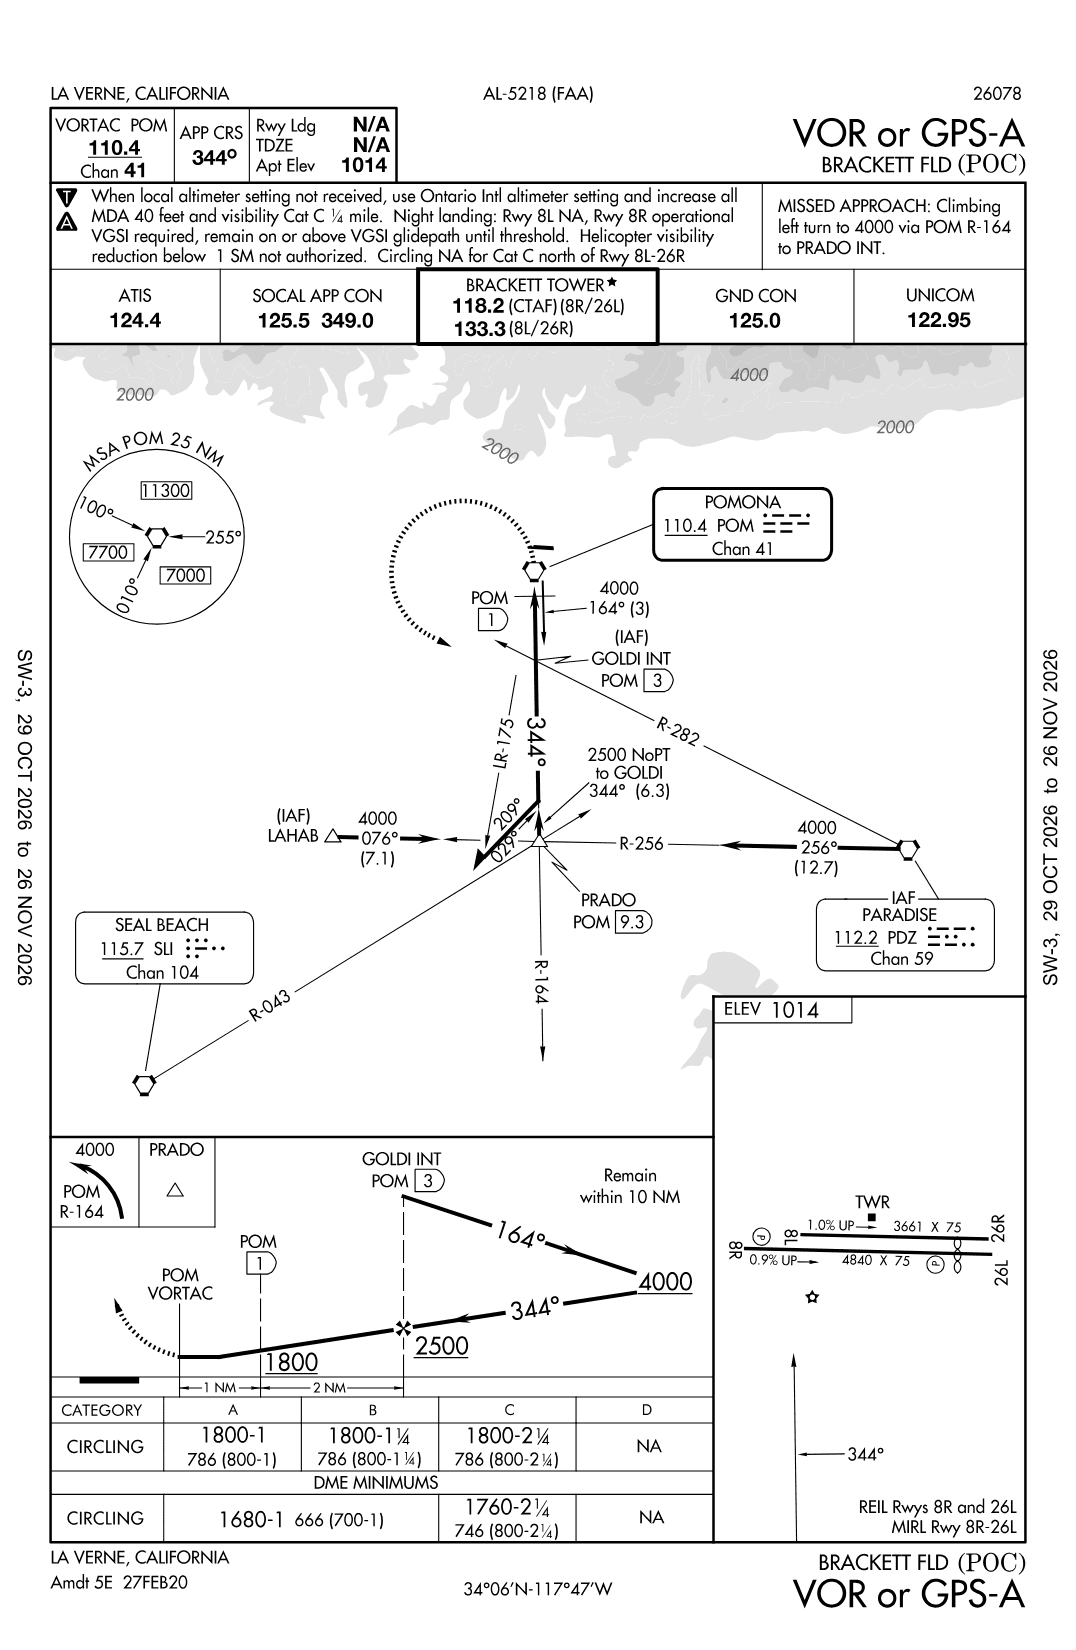 LA VERNE, CALIFORNIA
AL-5218 (FAA)
26078
VORTAC POM
110.4
Chan 41
APP CRS
344°
Rwy Ldg N/A
TDZE N/A
Apt Elev 1014
VOR or GPS-A
BRACKETT FLD (POC)
T
A
When local altimeter setting not received, use Ontario Intl altimeter setting and increase all
MDA 40 feet and visibility Cat C ¼ mile. Night landing: Rwy 8L NA, Rwy 8R operational
VGSI required, remain on or above VGSI glidepath until threshold. Helicopter visibility
reduction below 1 SM not authorized. Circling NA for Cat C north of Rwy 8L-26R
MISSED APPROACH: Climbing
left turn to 4000 via POM R-164
to PRADO INT.
ATIS
124.4
SOCAL APP CON
125.5 349.0
BRACKETT TOWER★
118.2 (CTAF) (8R/26L)
133.3 (8L/26R)
GND CON
125.0
UNICOM
122.95
2000
4000
2000
2000
MSA POM 25 NM
11300
100°
255°
7700
7000
010°
POMONA
110.4 POM
Chan 41
POM
1
4000
164° (3)
(IAF)
GOLDI INT
POM 3
R-282
LR-175
344°
2500 NoPT
to GOLDI
344° (6.3)
209°
029°
(IAF)
LAHAB
4000
076°
(7.1)
R-256
4000
256°
(12.7)
PRADO
POM 9.3
IAF
PARADISE
112.2 PDZ
Chan 59
SEAL BEACH
115.7 SLI
Chan 104
R-043
R-164
SW-3, 29 OCT 2026 to 26 NOV 2026
SW-3, 29 OCT 2026 to 26 NOV 2026
ELEV 1014
TWR
1.0% UP
3661 X 75
8L
26R
8R
0.9% UP
4840 X 75
26L
P
P
344°
REIL Rwys 8R and 26L
MIRL Rwy 8R-26L
4000
POM
R-164
PRADO
GOLDI INT
POM 3
Remain
within 10 NM
164°
4000
344°
2500
POM
1
POM
VORTAC
1800
1 NM
2 NM
CATEGORY A B C D
CIRCLING
1800-1
786 (800-1)
1800-1¼
786 (800-1¼)
1800-2¼
786 (800-2¼)
NA
DME MINIMUMS
CIRCLING
1680-1 666 (700-1)
1760-2¼
746 (800-2¼)
NA
LA VERNE, CALIFORNIA
Amdt 5E 27FEB20
34°06'N-117°47'W
BRACKETT FLD (POC)
VOR or GPS-A